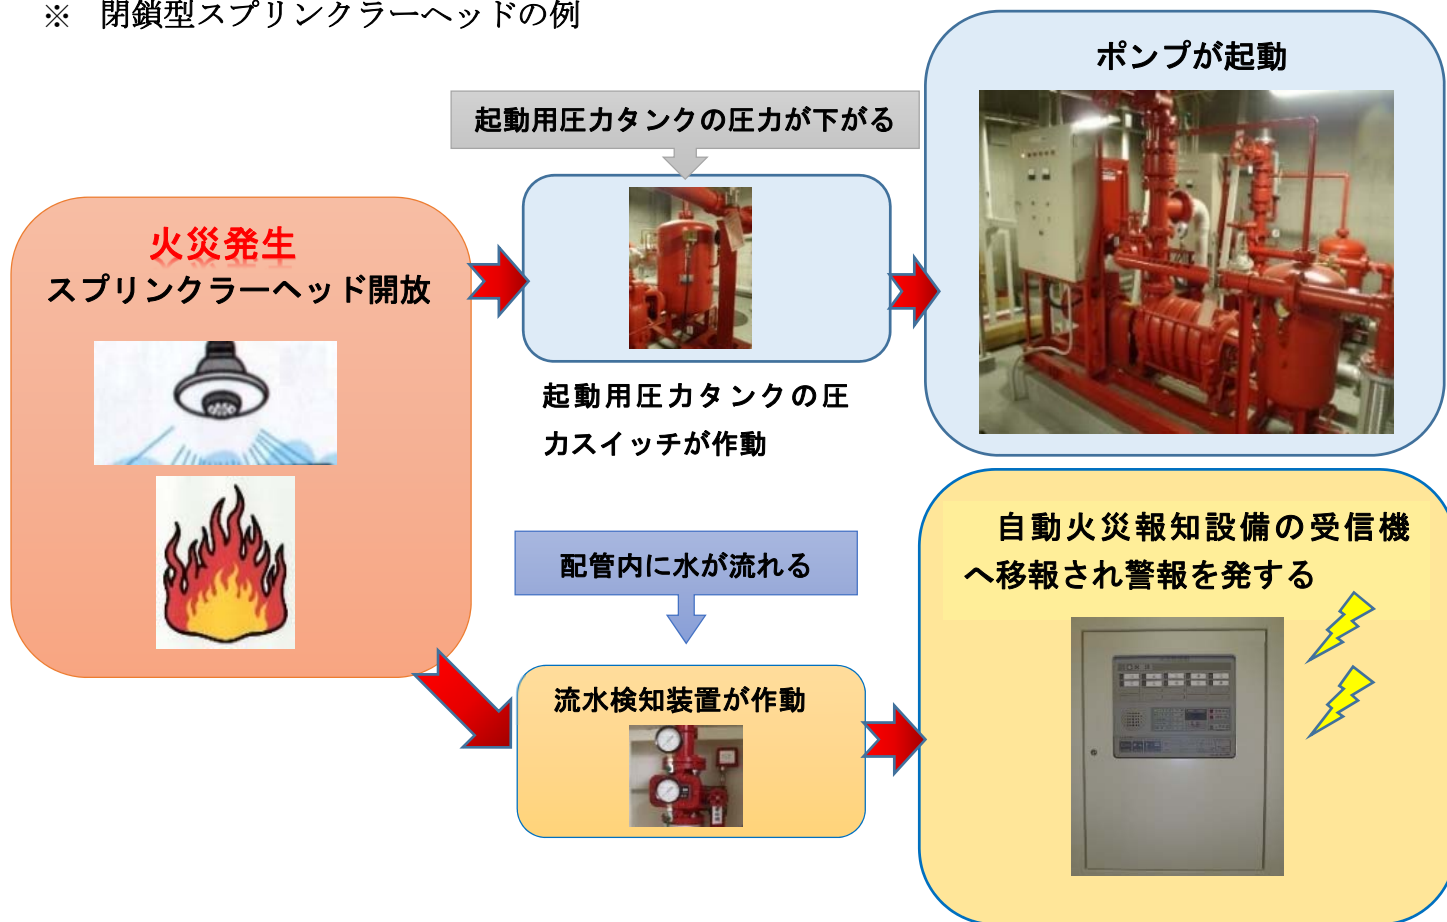 ※ 閉鎖型スプリンクラーヘッドの例
ポンプが起動
起動用圧力タンクの圧力が下がる
火災発生
スプリンクラーヘッド開放
起動用圧力タンクの圧
力スイッチが作動
自動火災報知設備の受信機
へ移報され警報を発する
配管内に水が流れる
流水検知装置が作動